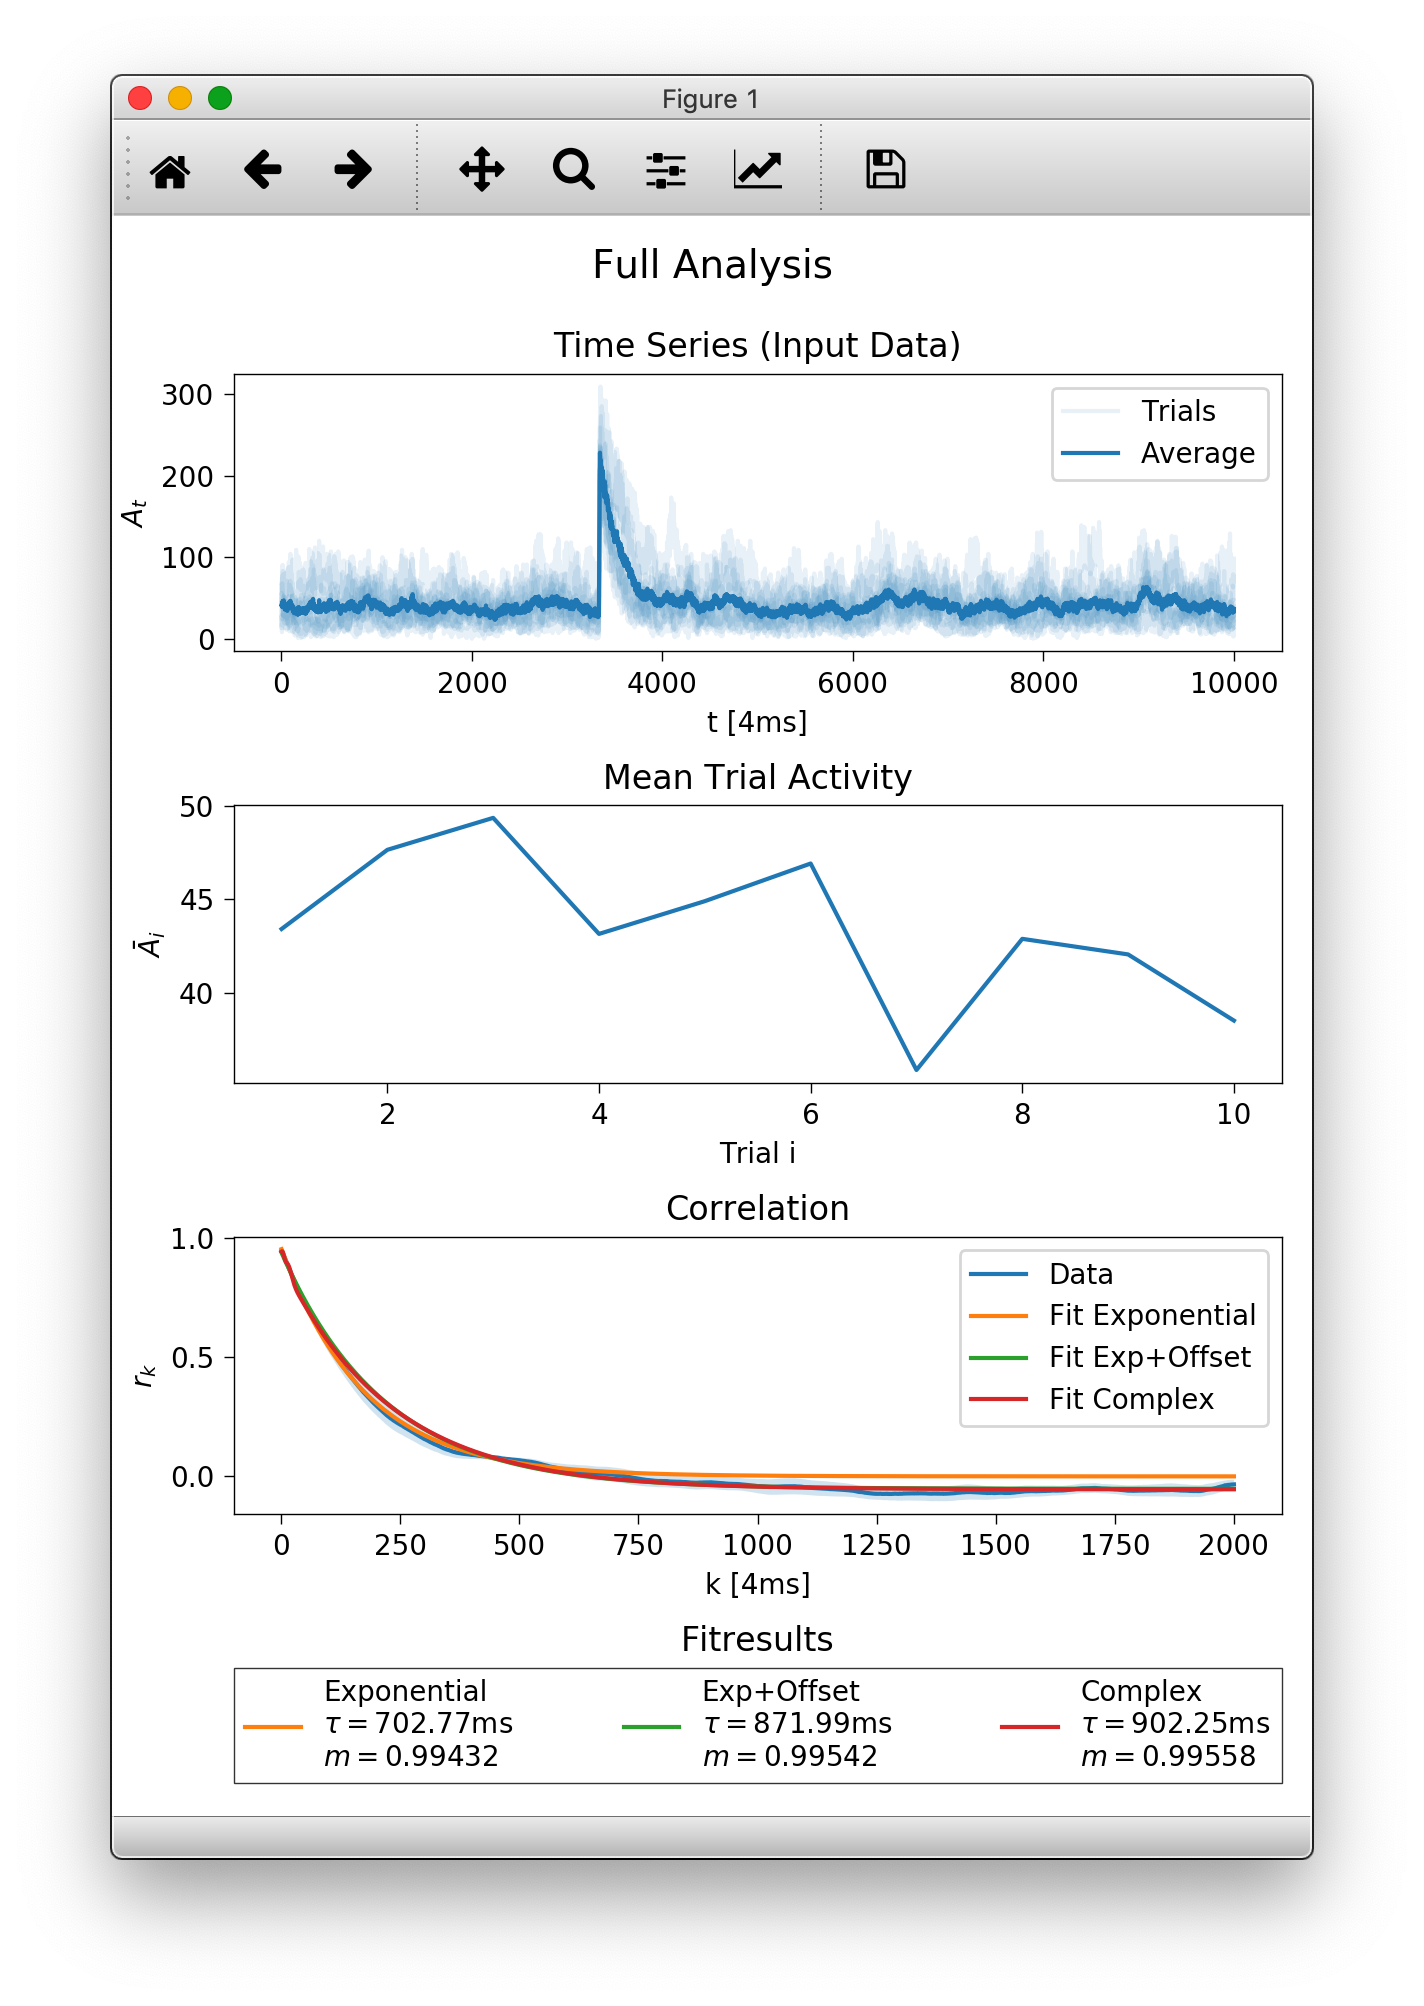 Figure 1
Full Analysis
Time Series (Input Data)
300
200
100
0
A_t
Trials
Average
0 2000 4000 6000 8000 10000
t [4ms]
Mean Trial Activity
50
45
40
Ā_i
2 4 6 8 10
Trial i
Correlation
1.0
0.5
0.0
r_k
Data
Fit Exponential
Fit Exp+Offset
Fit Complex
0 250 500 750 1000 1250 1500 1750 2000
k [4ms]
Fitresults
Exponential
τ = 702.77ms
m = 0.99432
Exp+Offset
τ = 871.99ms
m = 0.99542
Complex
τ = 902.25ms
m = 0.99558